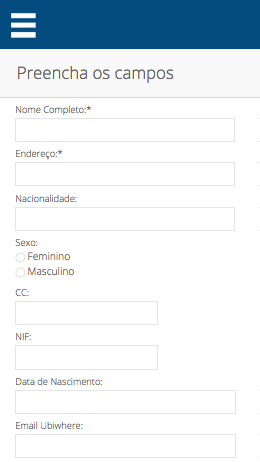 Preencha os campos
Nome Completo:*
Endereço:*
Nacionalidade:
Sexo:
Feminino
Masculino
CC:
NIF:
Data de Nascimento:
Email Ubiwhere: